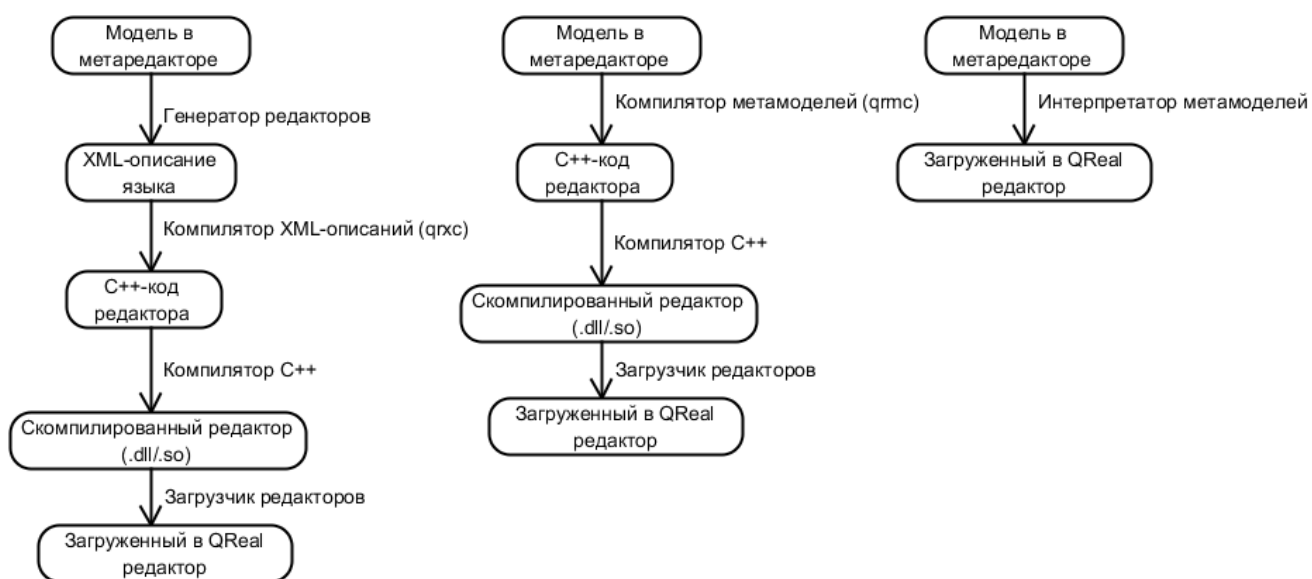 Модель в
метаредакторе
Генератор редакторов
XML-описание
языка
Компилятор XML-описаний (qrxc)
C++-код
редактора
Компилятор C++
Скомпилированный редактор
(.dll/.so)
Загрузчик редакторов
Загруженный в QReal
редактор
Модель в
метаредакторе
Компилятор метамоделей (qrmc)
C++-код
редактора
Компилятор C++
Скомпилированный редактор
(.dll/.so)
Загрузчик редакторов
Загруженный в QReal
редактор
Модель в
метаредакторе
Интерпретатор метамоделей
Загруженный в QReal
редактор